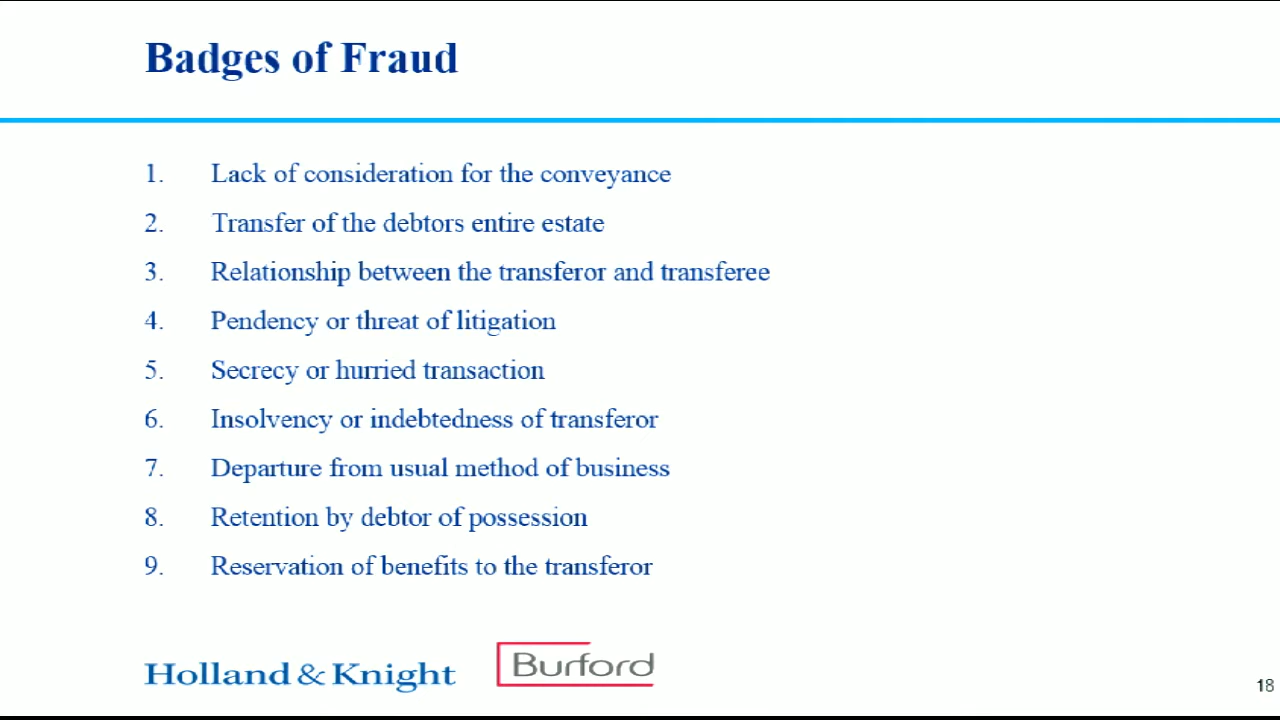 Badges of Fraud
1. Lack of consideration for the conveyance
2. Transfer of the debtors entire estate
3. Relationship between the transferor and transferee
4. Pendency or threat of litigation
5. Secrecy or hurried transaction
6. Insolvency or indebtedness of transferor
7. Departure from usual method of business
8. Retention by debtor of possession
9. Reservation of benefits to the transferor
Holland & Knight
Burford
18